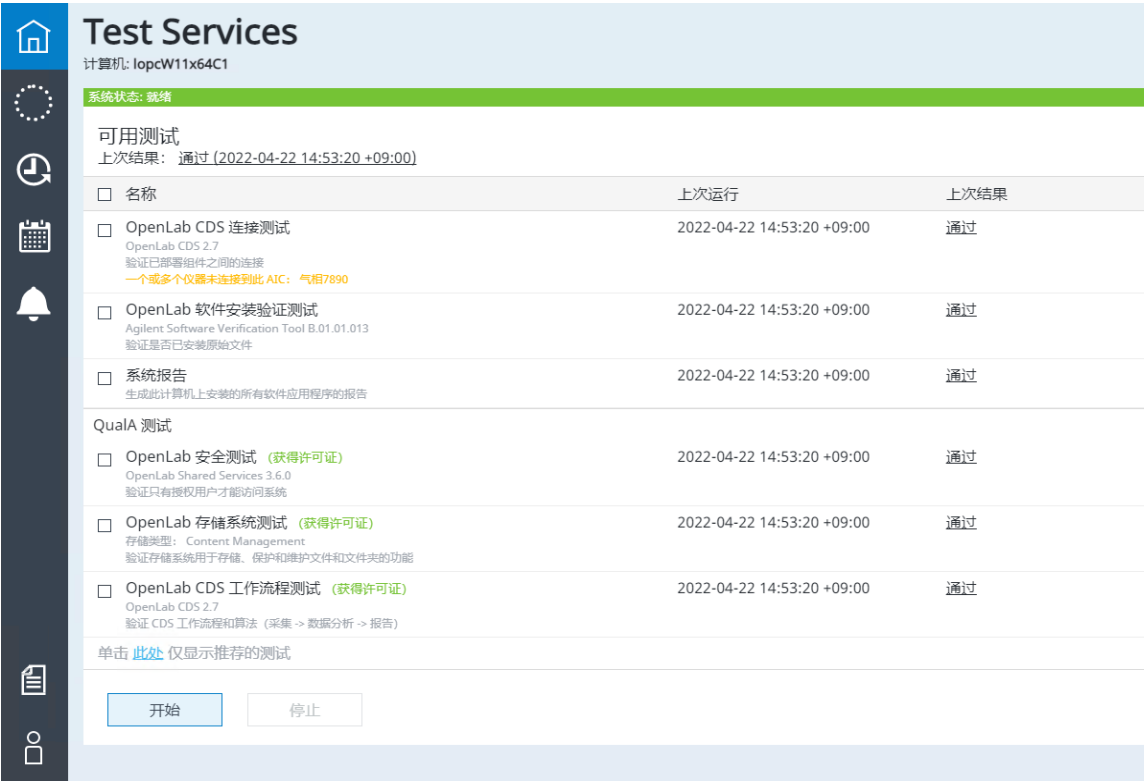 Test Services
计算机: lopcW11x64C1
系统状态: 就绪
可用测试
上次结果： 通过 (2022-04-22 14:53:20 +09:00)
名称 上次运行 上次结果
OpenLab CDS 连接测试 2022-04-22 14:53:20 +09:00 通过
OpenLab CDS 2.7
验证已部署组件之间的连接
一个或多个仪器未连接到此 AIC： 气相7890
OpenLab 软件安装验证测试 2022-04-22 14:53:20 +09:00 通过
Agilent Software Verification Tool B.01.01.013
验证是否已安装原始文件
系统报告 2022-04-22 14:53:20 +09:00 通过
生成此计算机上安装的所有软件应用程序的报告
QualA 测试
OpenLab 安全测试 (获得许可证) 2022-04-22 14:53:20 +09:00 通过
OpenLab Shared Services 3.6.0
验证只有授权用户才能访问系统
OpenLab 存储系统测试 (获得许可证) 2022-04-22 14:53:20 +09:00 通过
存储类型： Content Management
验证存储系统用于存储、保护和维护文件和文件夹的功能
OpenLab CDS 工作流程测试 (获得许可证) 2022-04-22 14:53:20 +09:00 通过
OpenLab CDS 2.7
验证 CDS 工作流程和算法（采集 -> 数据分析 -> 报告）
单击 此处 仅显示推荐的测试
开始 停止